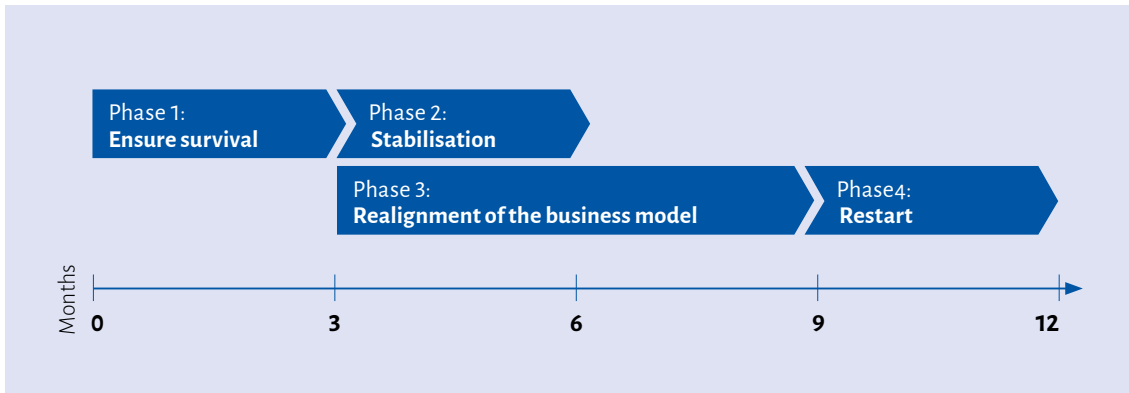 Phase 1:
Ensure survival
Phase 2:
Stabilisation
Phase 3:
Realignment of the business model
Phase4:
Restart
Months
0
3
6
9
12